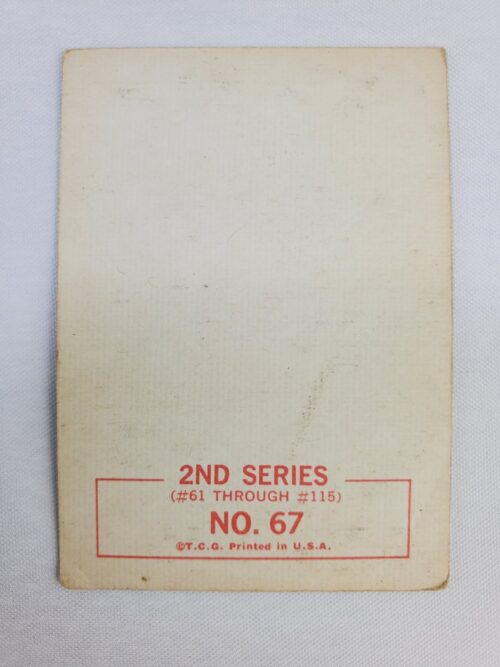 2ND SERIES
(#61 THROUGH #115)
NO. 67
©T.C.G. Printed in U.S.A.